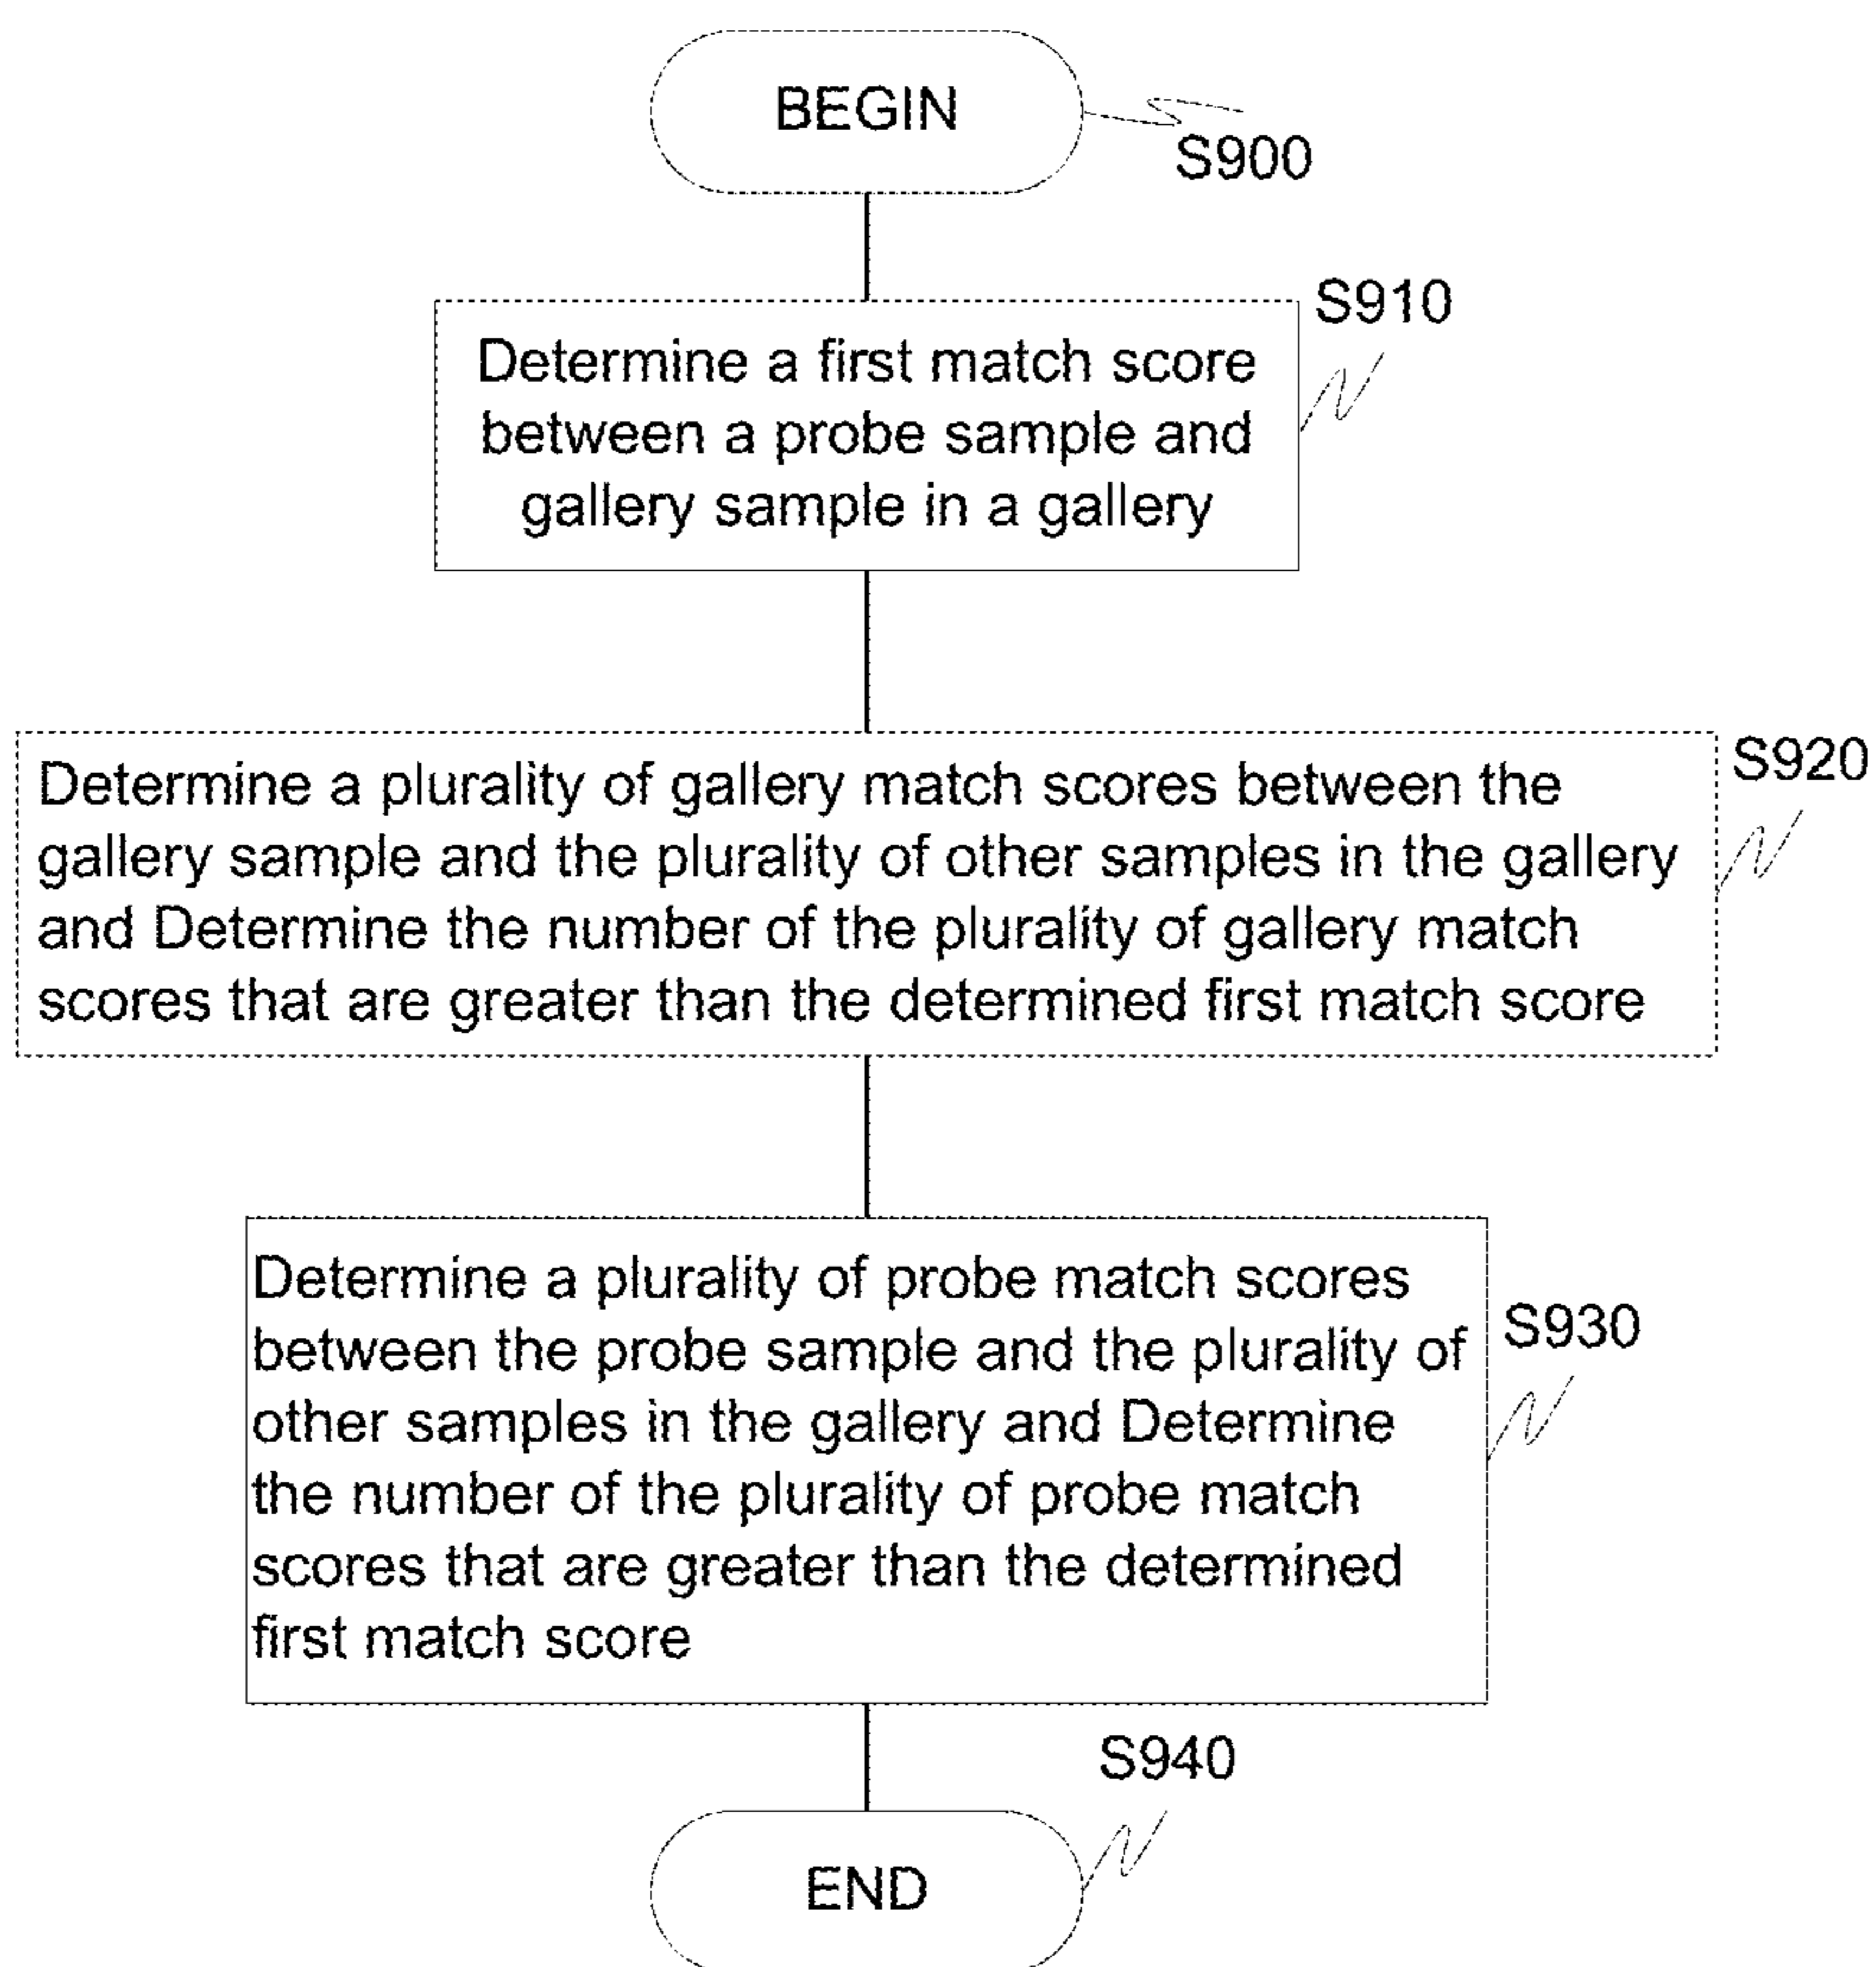 BEGIN
S900
S910
Determine a first match score
between a probe sample and
gallery sample in a gallery
S920
Determine a plurality of gallery match scores between the
gallery sample and the plurality of other samples in the gallery
and Determine the number of the plurality of gallery match
scores that are greater than the determined first match score
Determine a plurality of probe match scores
between the probe sample and the plurality of
other samples in the gallery and Determine
the number of the plurality of probe match
scores that are greater than the determined
first match score
S930
S940
END